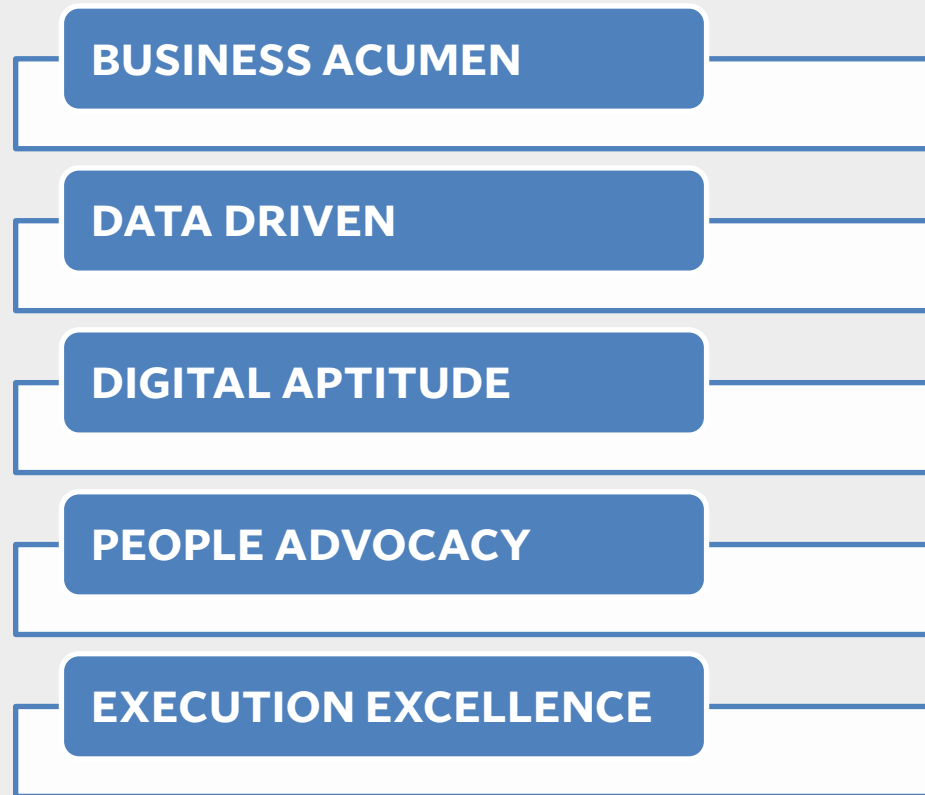 BUSINESS ACUMEN
DATA DRIVEN
DIGITAL APTITUDE
PEOPLE ADVOCACY
EXECUTION EXCELLENCE